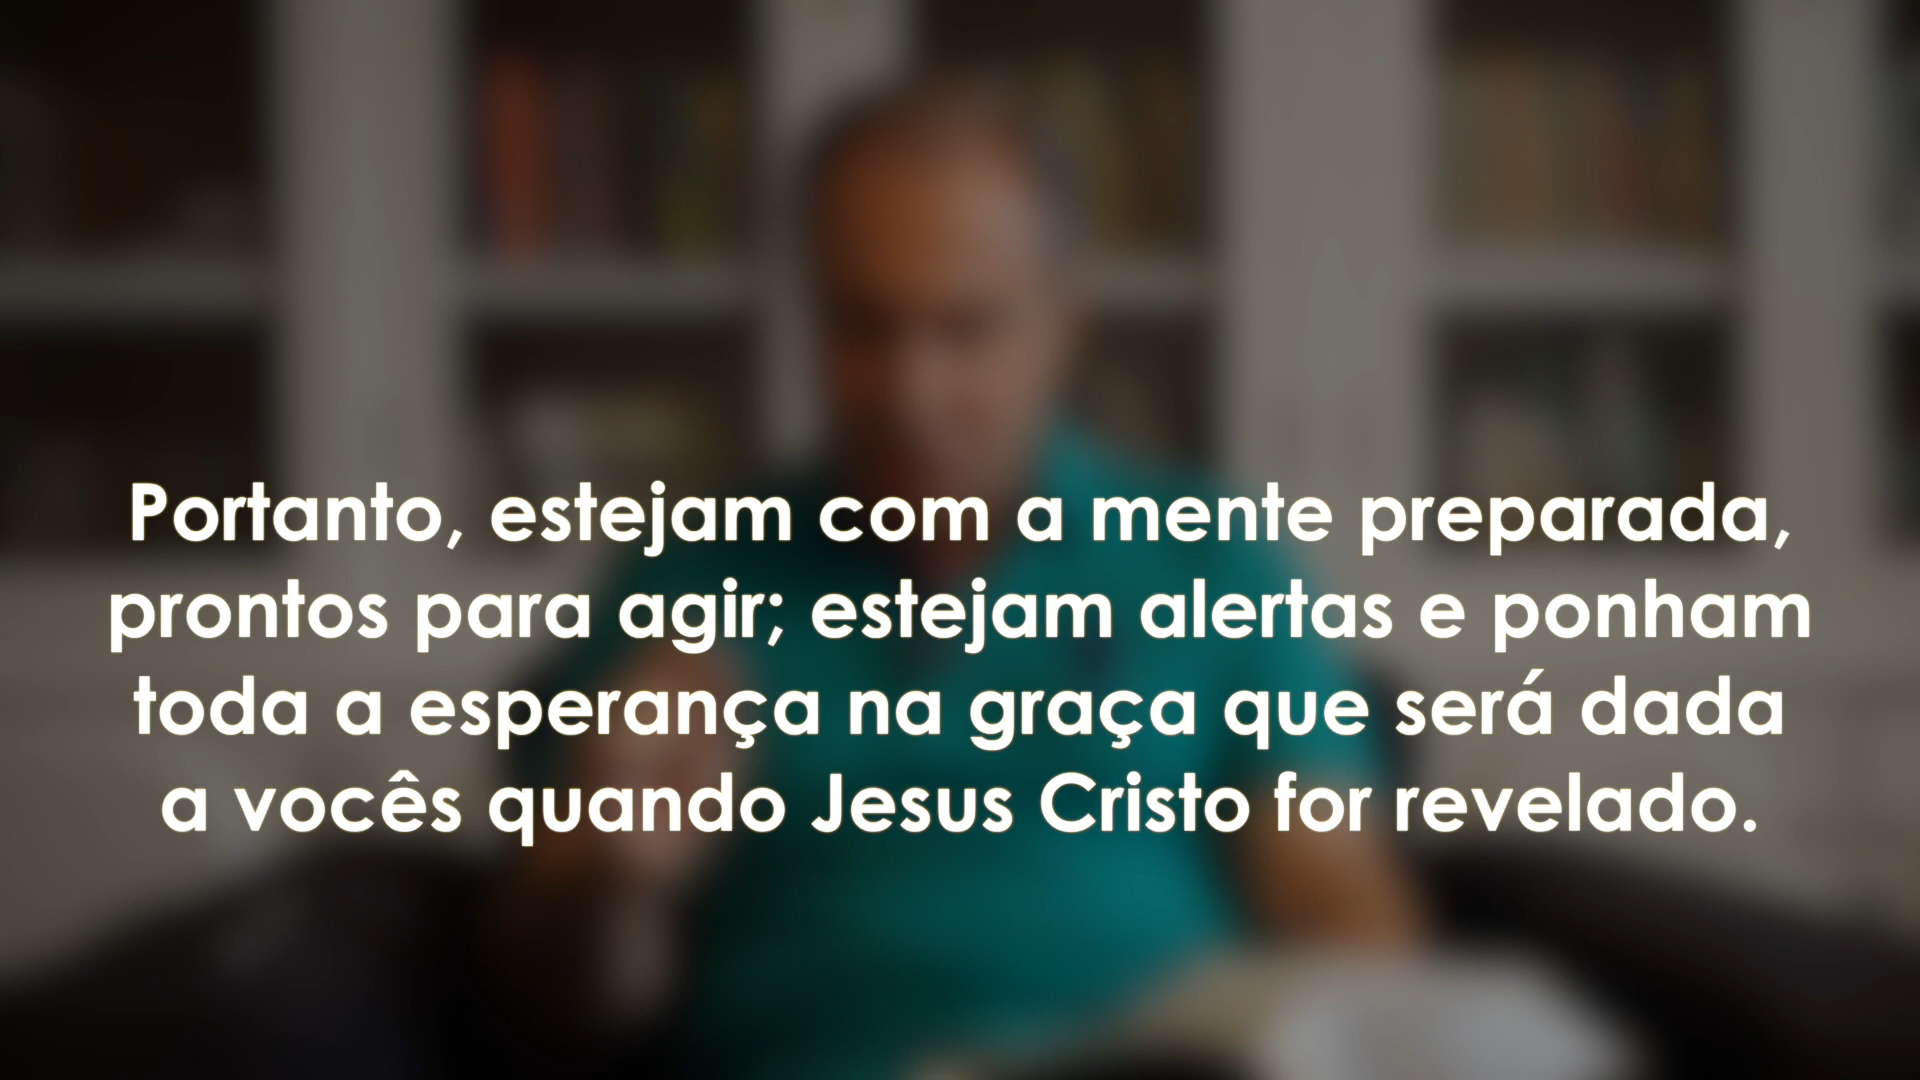 Portanto, estejam com a mente preparada,
prontos para agir; estejam alertas e ponham
toda a esperança na graça que será dada
a vocês quando Jesus Cristo for revelado.